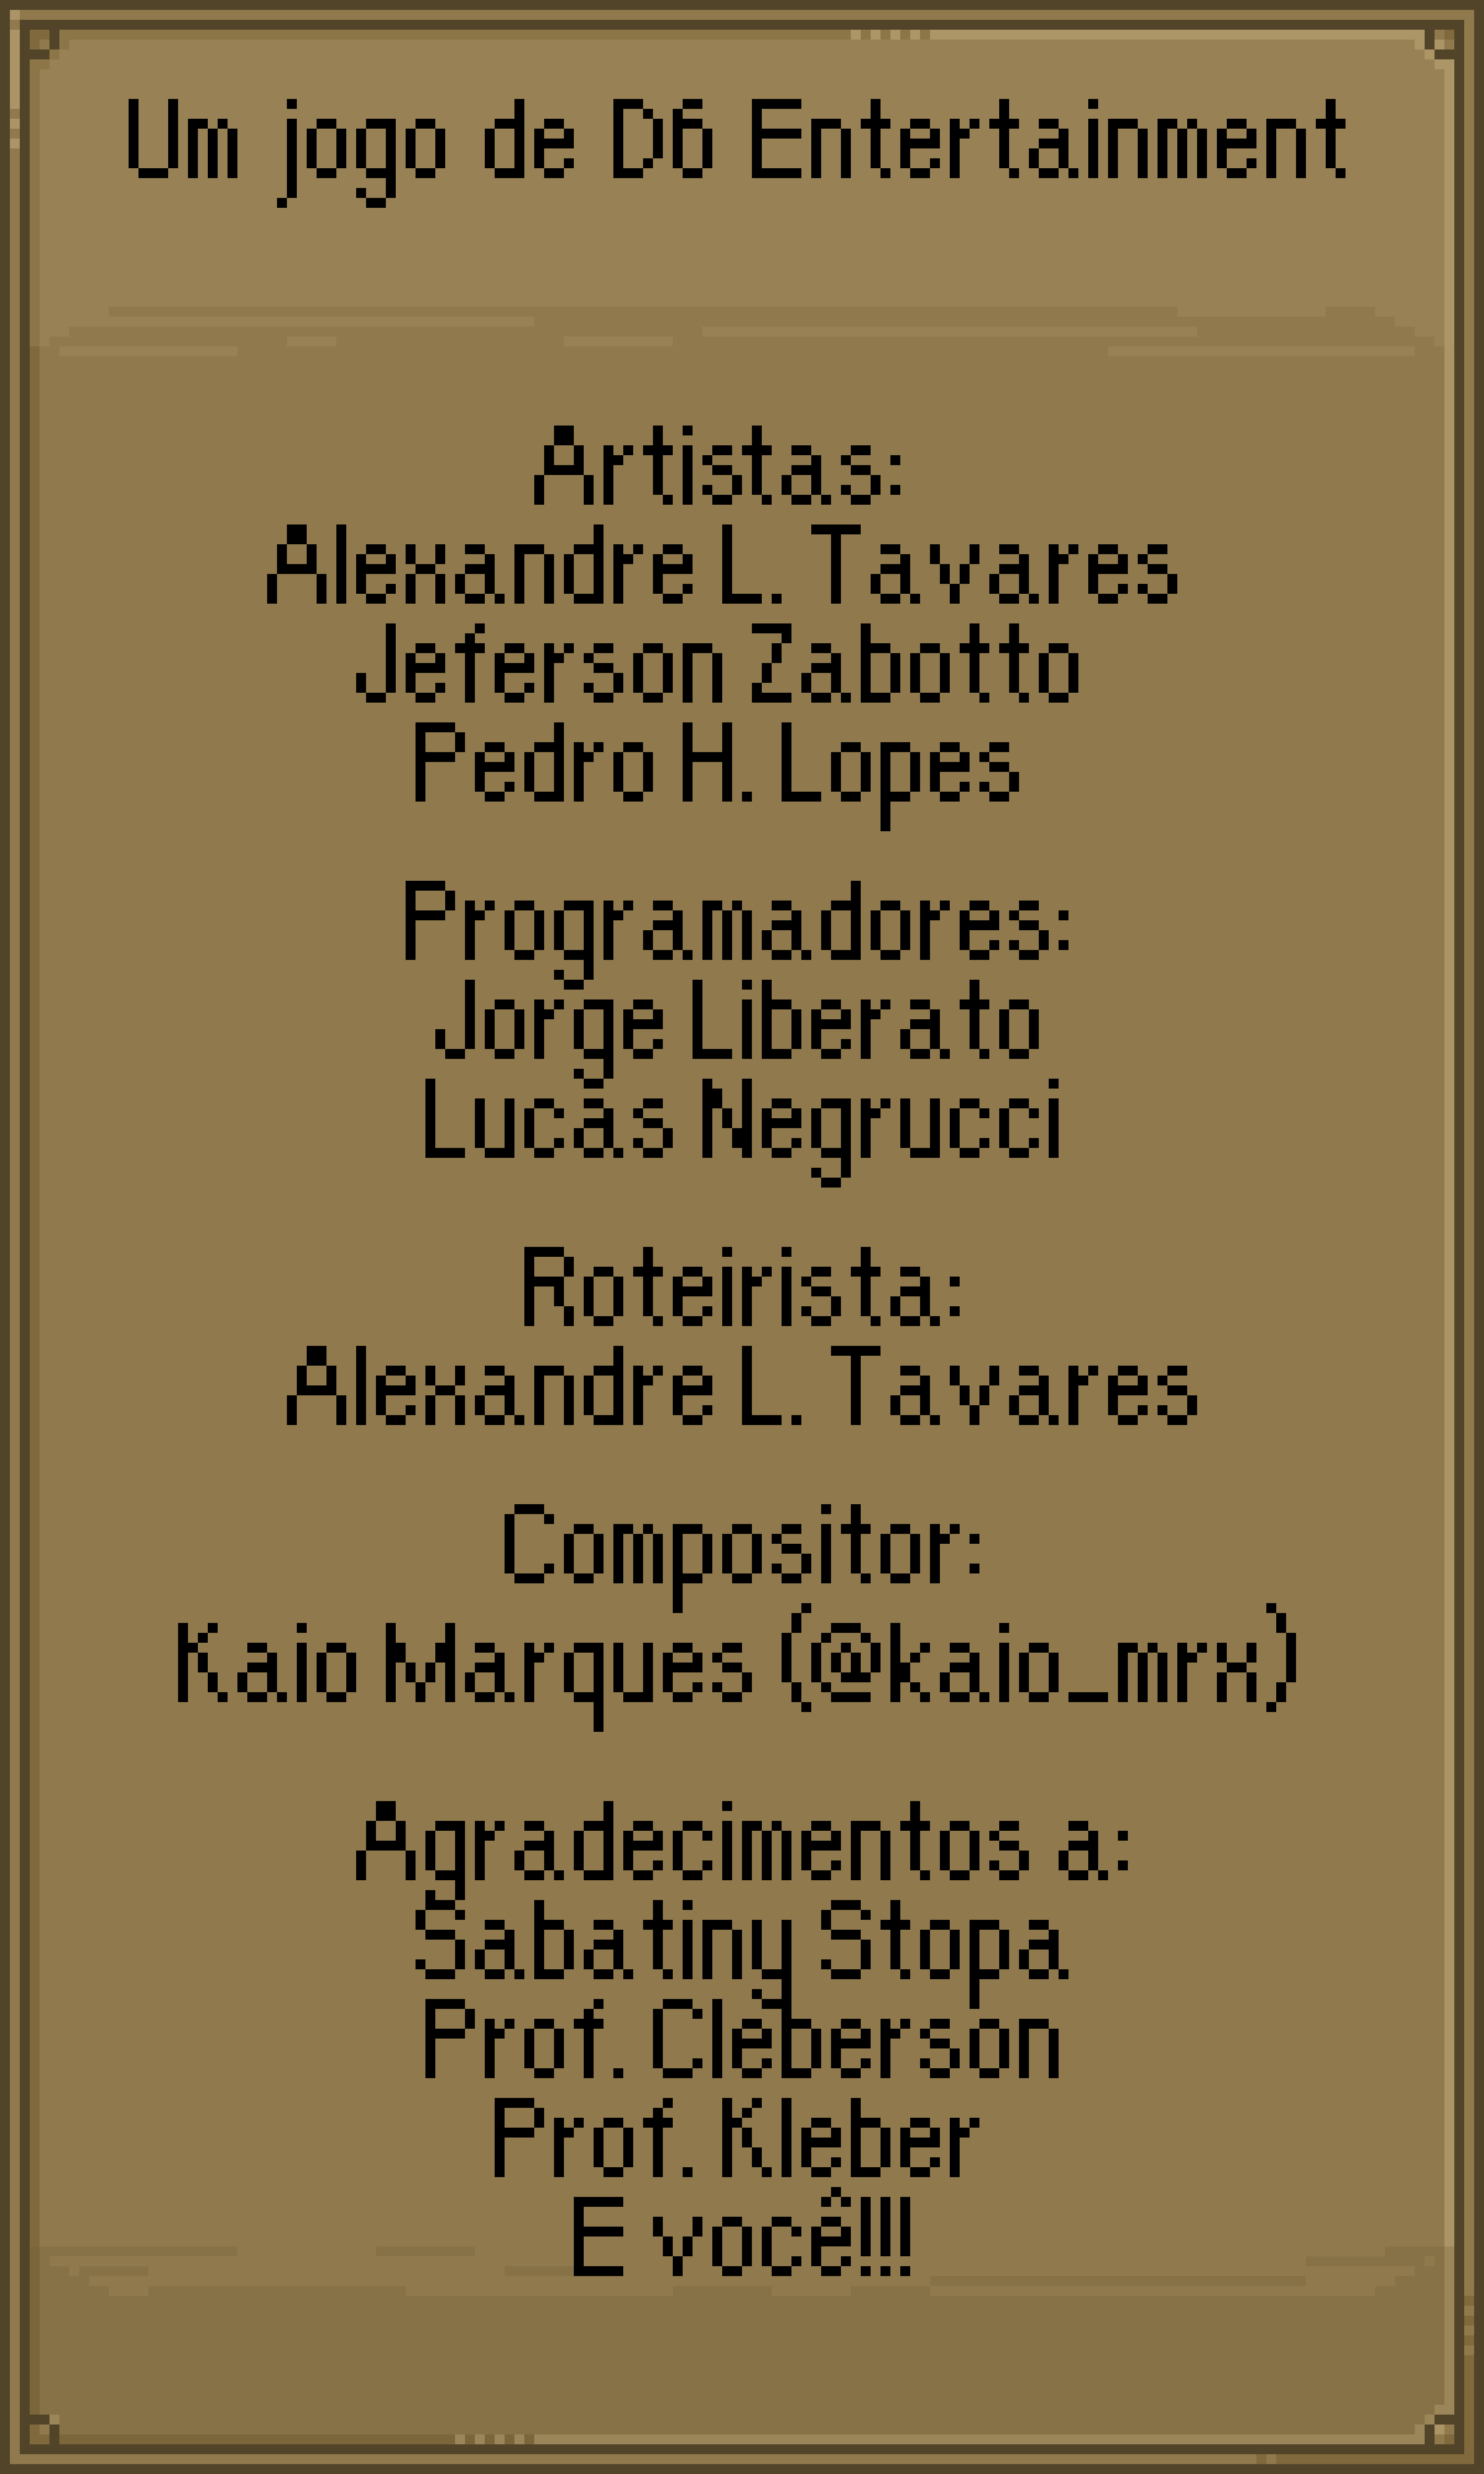 Um jogo de D6 Entertainment
Artistas:
Alexandre L. Tavares
Jeferson Zabotto
Pedro H. Lopes
Programadores:
Jorge Liberato
Lucas Negrucci
Roteirista:
Alexandre L. Tavares
Compositor:
Kaio Marques (@kaio_mrx)
Agradecimentos a:
Sabatiny Stopa
Prof. Cleberson
Prof. Kleber
E você!!!